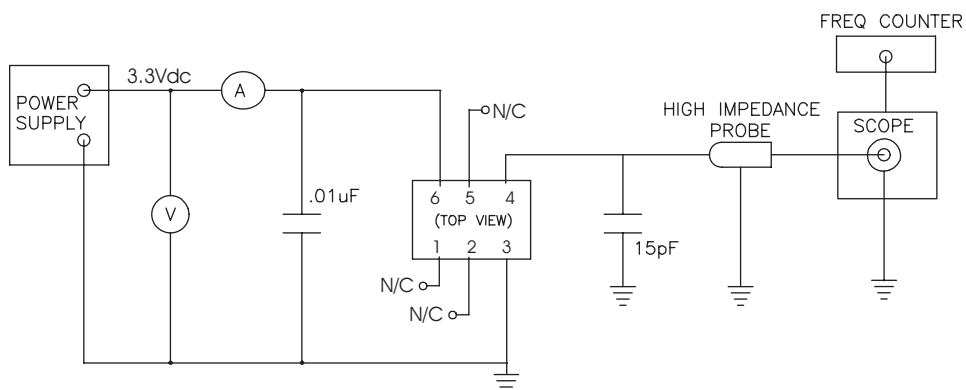 FREQ COUNTER
3.3Vdc
A
POWER
SUPPLY
N/C
HIGH IMPEDANCE
PROBE
SCOPE
V
.01uF
6 5 4
(TOP VIEW)
1 2 3
15pF
N/C
N/C